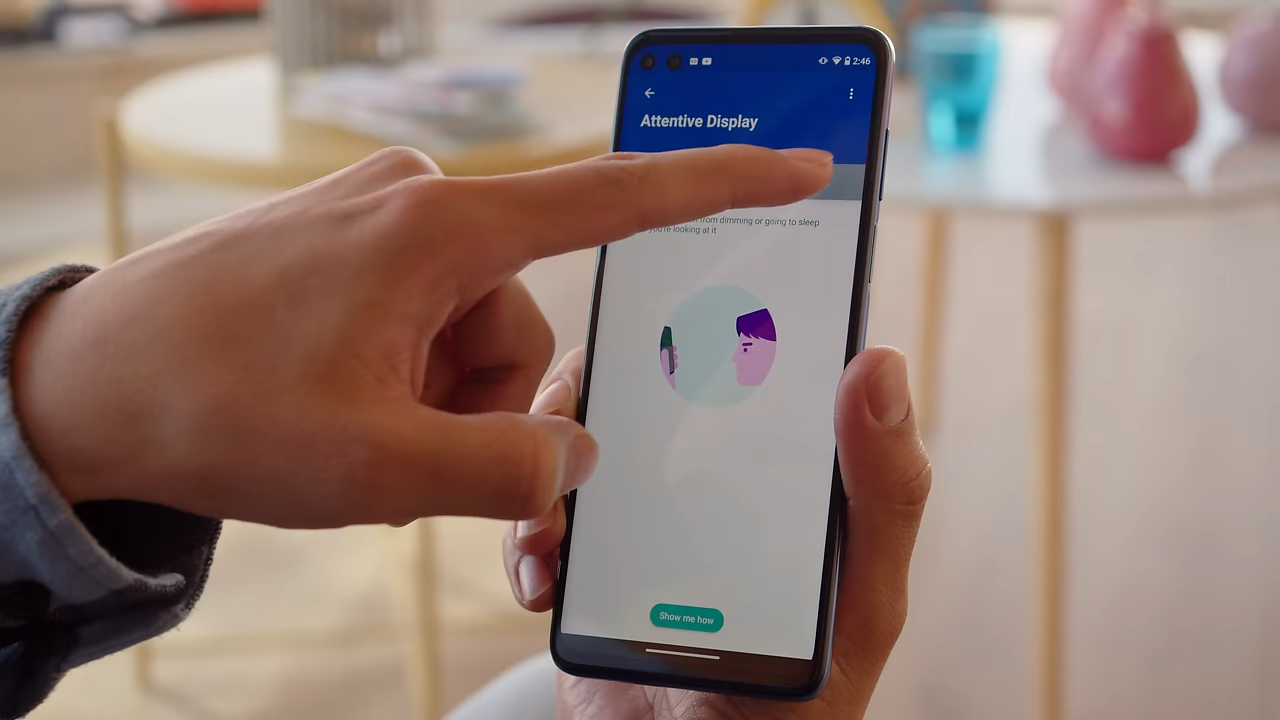 2:46
Attentive Display
from dimming or going to sleep
you're looking at it
Show me how